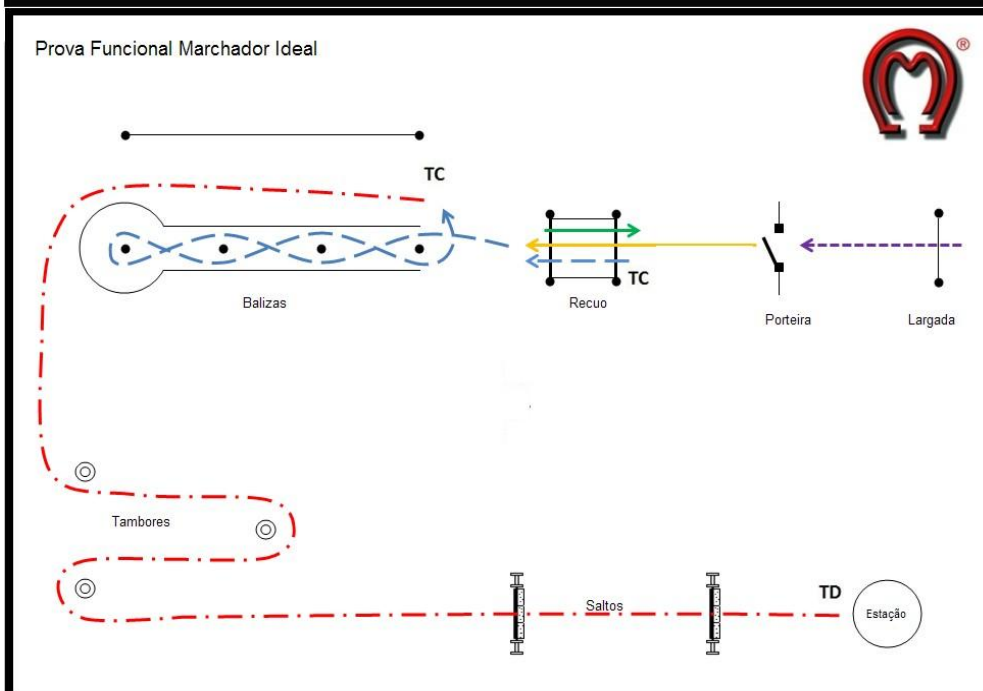 Prova Funcional Marchador Ideal
®
TC
TC
Balizas
Recuo
Porteira
Largada
Tambores
Saltos
TD
Estação